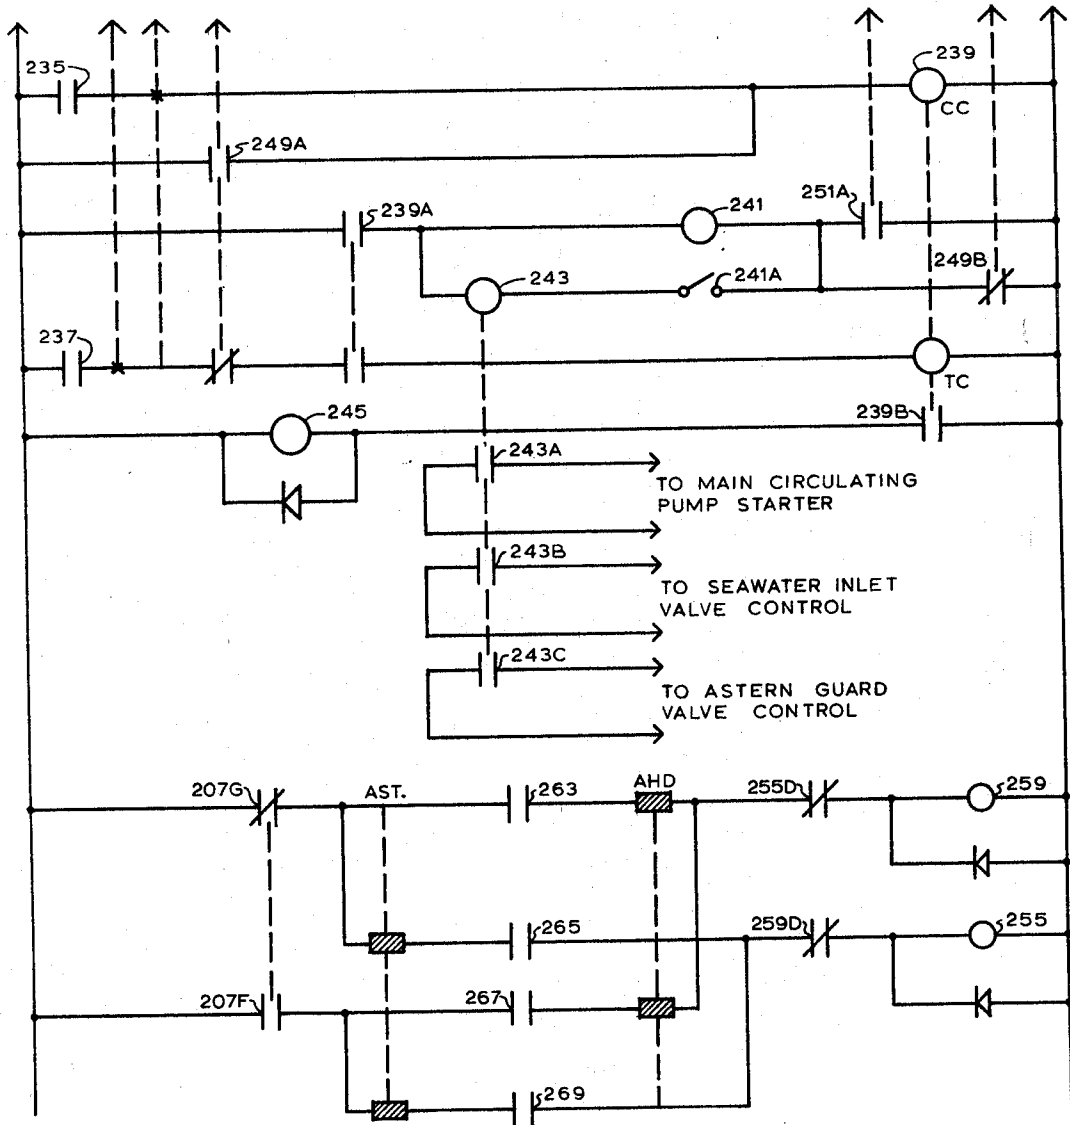 235
239
CC
249A
239A
241
251A
243
241A
249B
237
TC
245
239B
243A
TO MAIN CIRCULATING
PUMP STARTER
243B
TO SEAWATER INLET
VALVE CONTROL
243C
TO ASTERN GUARD
VALVE CONTROL
207G
AST.
263
AHD
255D
259
265
259D
255
207F
267
269